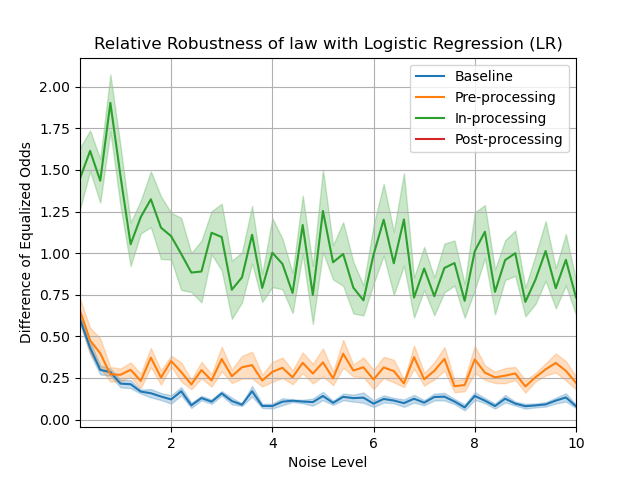 Relative Robustness of law with Logistic Regression (LR)
Difference of Equalized Odds
2.00
1.75
1.50
1.25
1.00
0.75
0.50
0.25
0.00
Baseline
Pre-processing
In-processing
Post-processing
2
4
6
8
10
Noise Level